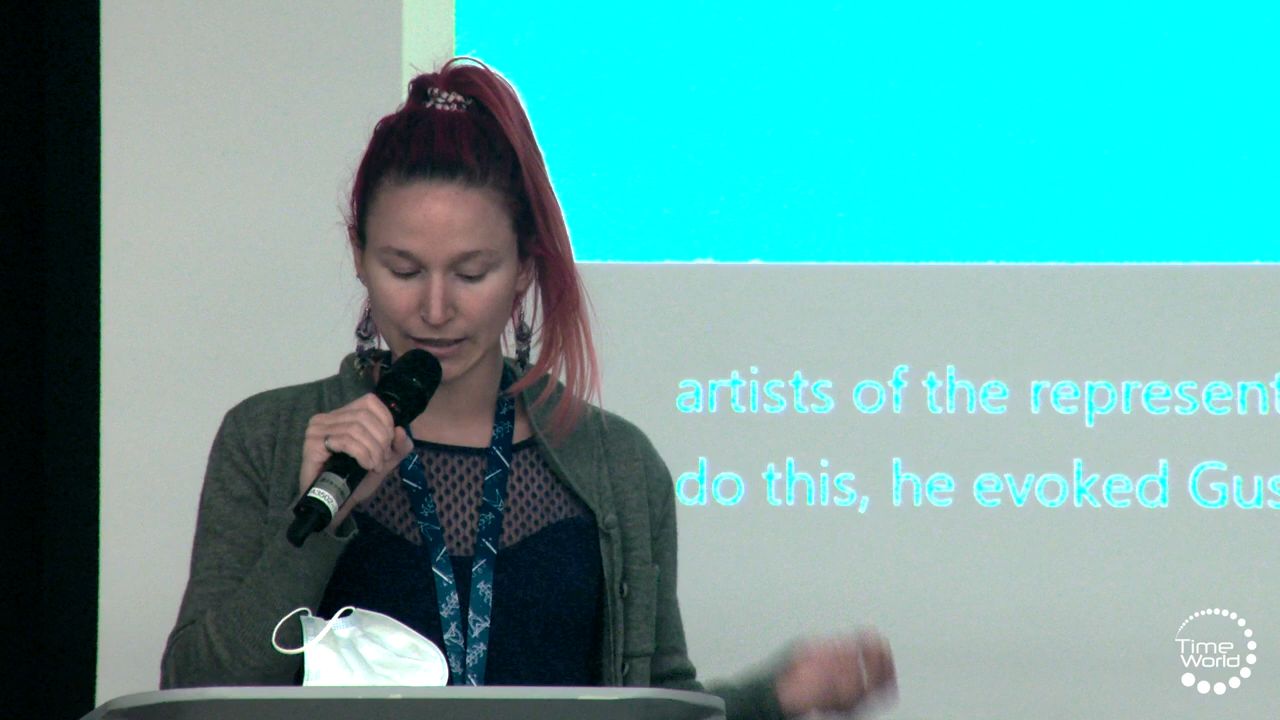 artists of the represent
do this, he evoked Gus
Time
World